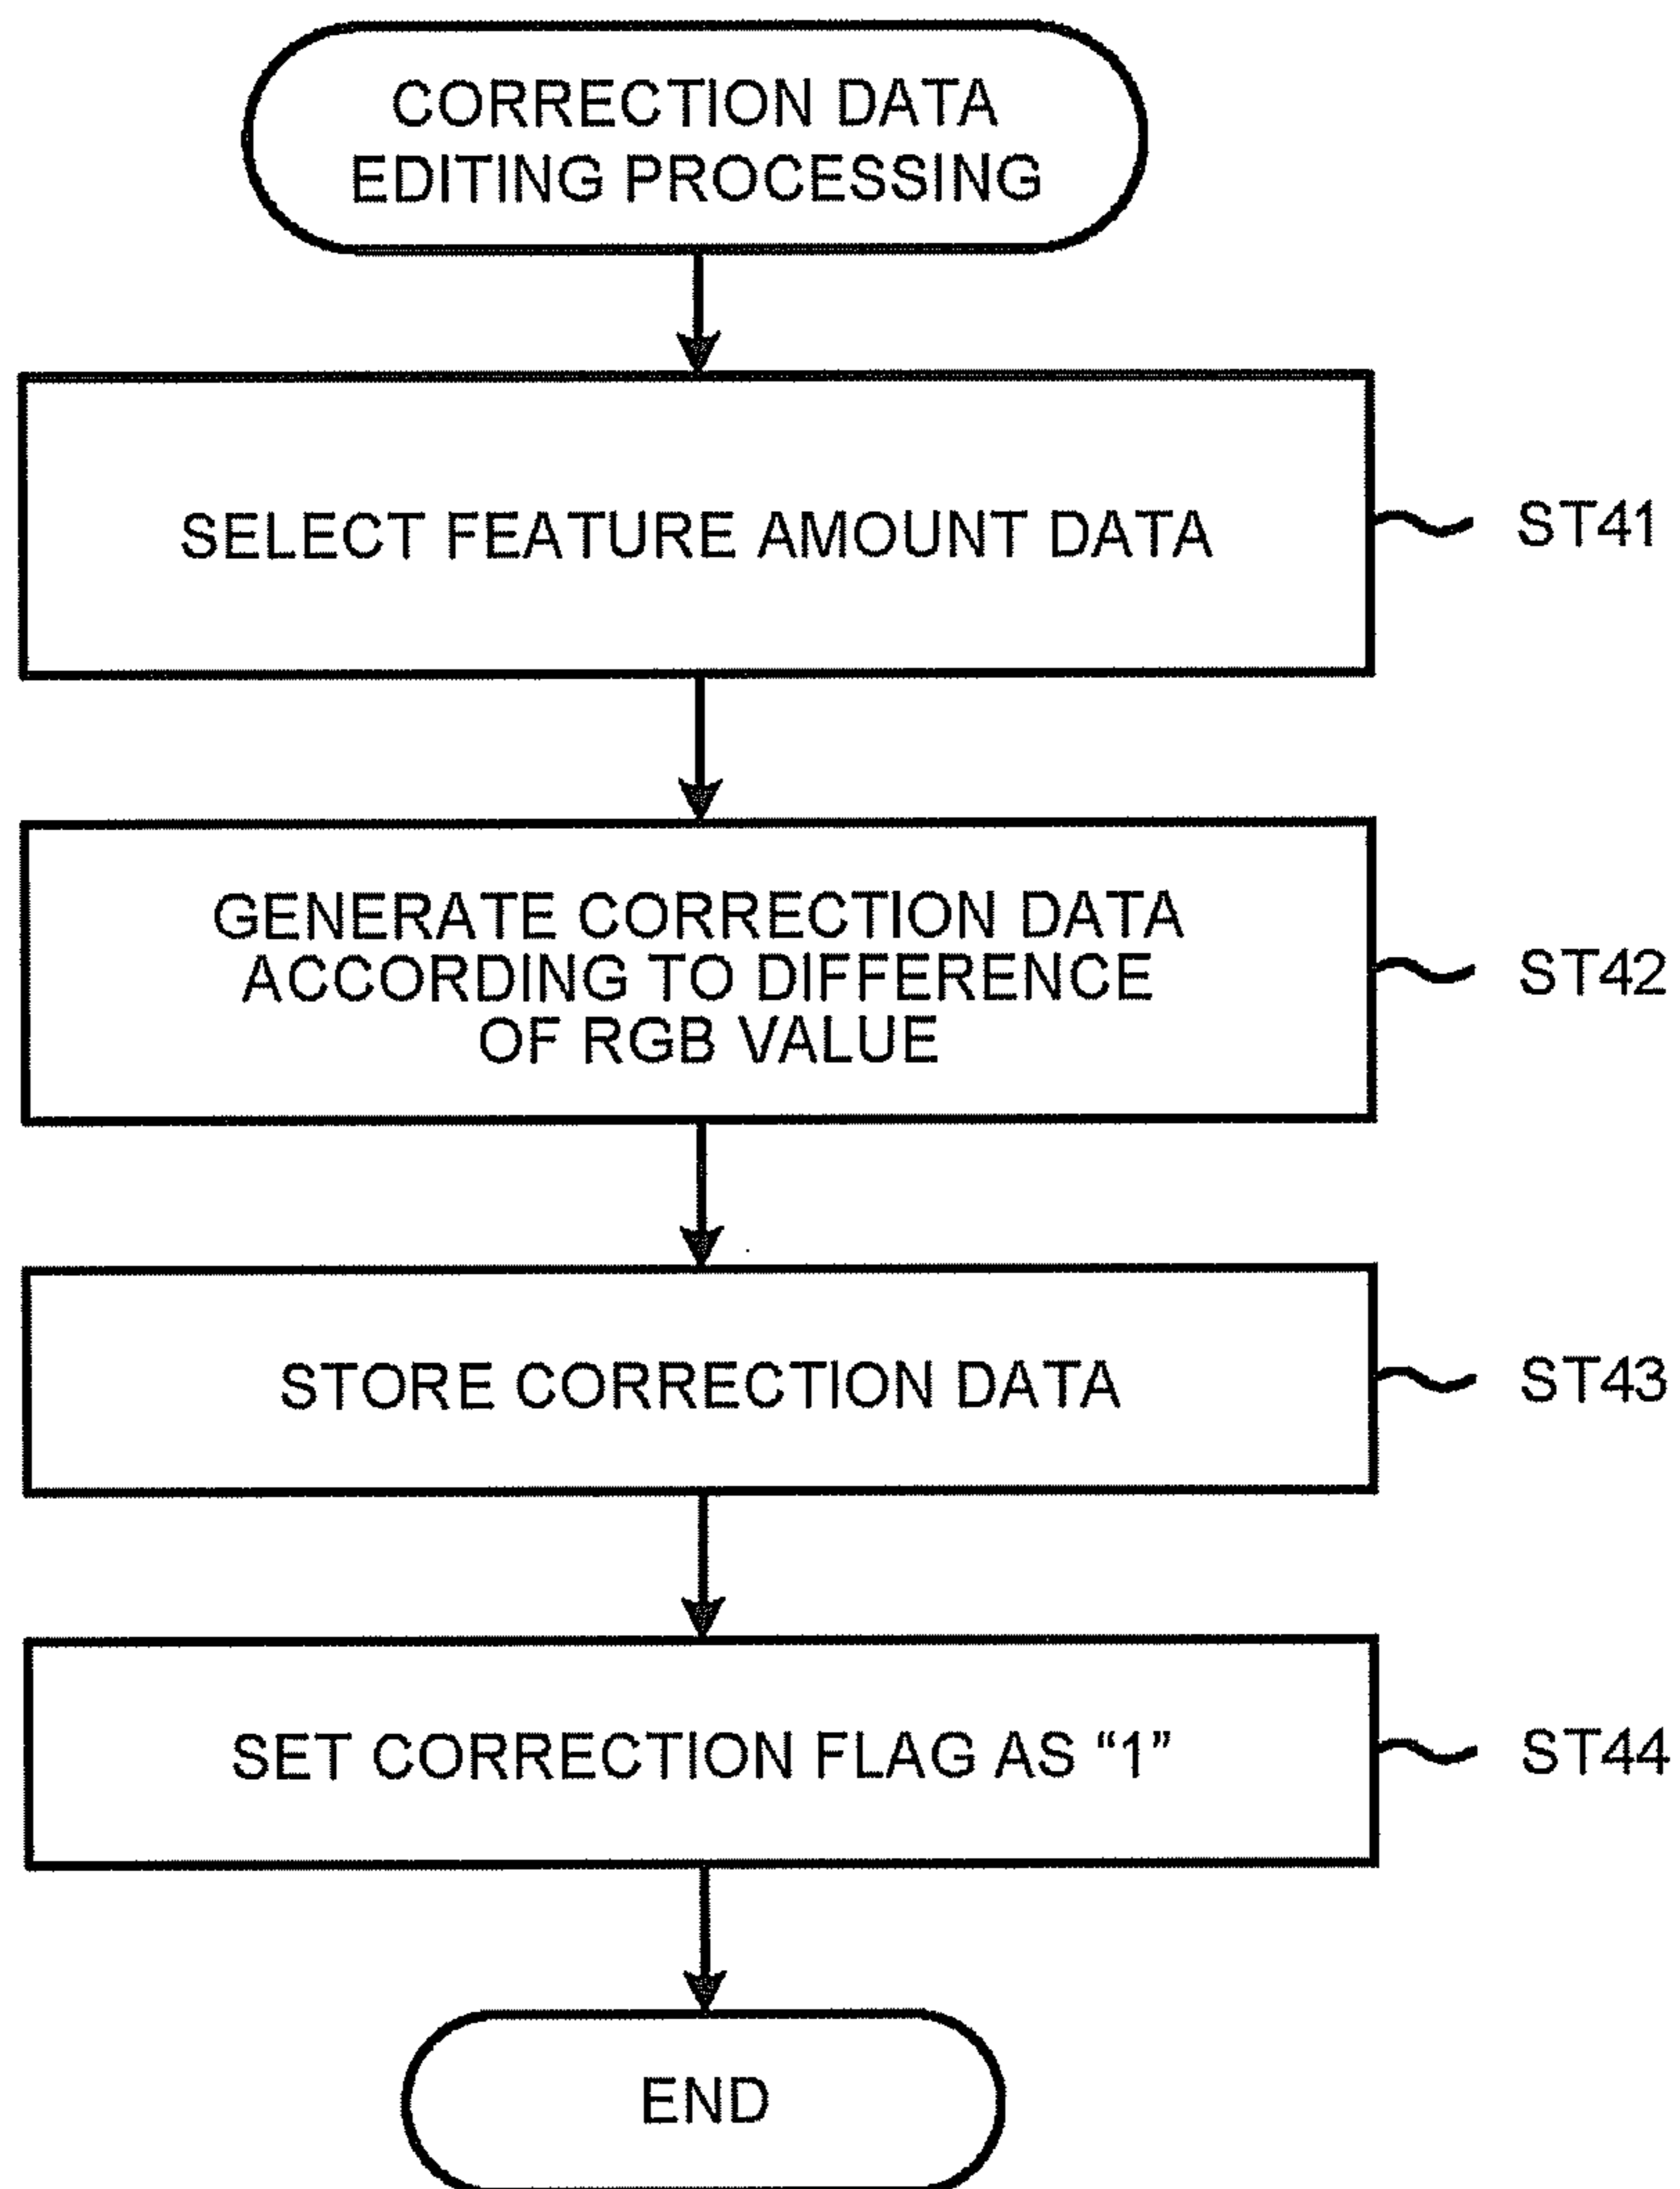 CORRECTION DATA
EDITING PROCESSING
SELECT FEATURE AMOUNT DATA
ST41
GENERATE CORRECTION DATA
ACCORDING TO DIFFERENCE
OF RGB VALUE
ST42
STORE CORRECTION DATA
ST43
SET CORRECTION FLAG AS “1”
ST44
END